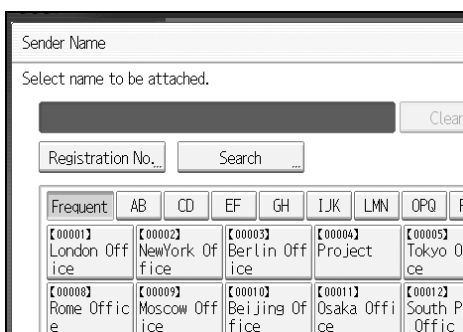 Sender Name
Select name to be attached.
Clear
Registration No. Search
Frequent AB CD EF GH IJK LMN OPQ
[00001] [00002] [00003] [00004] [00005]
London Off NewYork Of Berlin Off Project Tokyo O
ice fice ice ce
[00008] [00009] [00010] [00011] [00012]
Rome Offic Moscow Off Beijing Of Osaka Offi South P
e ice fice ce Offic